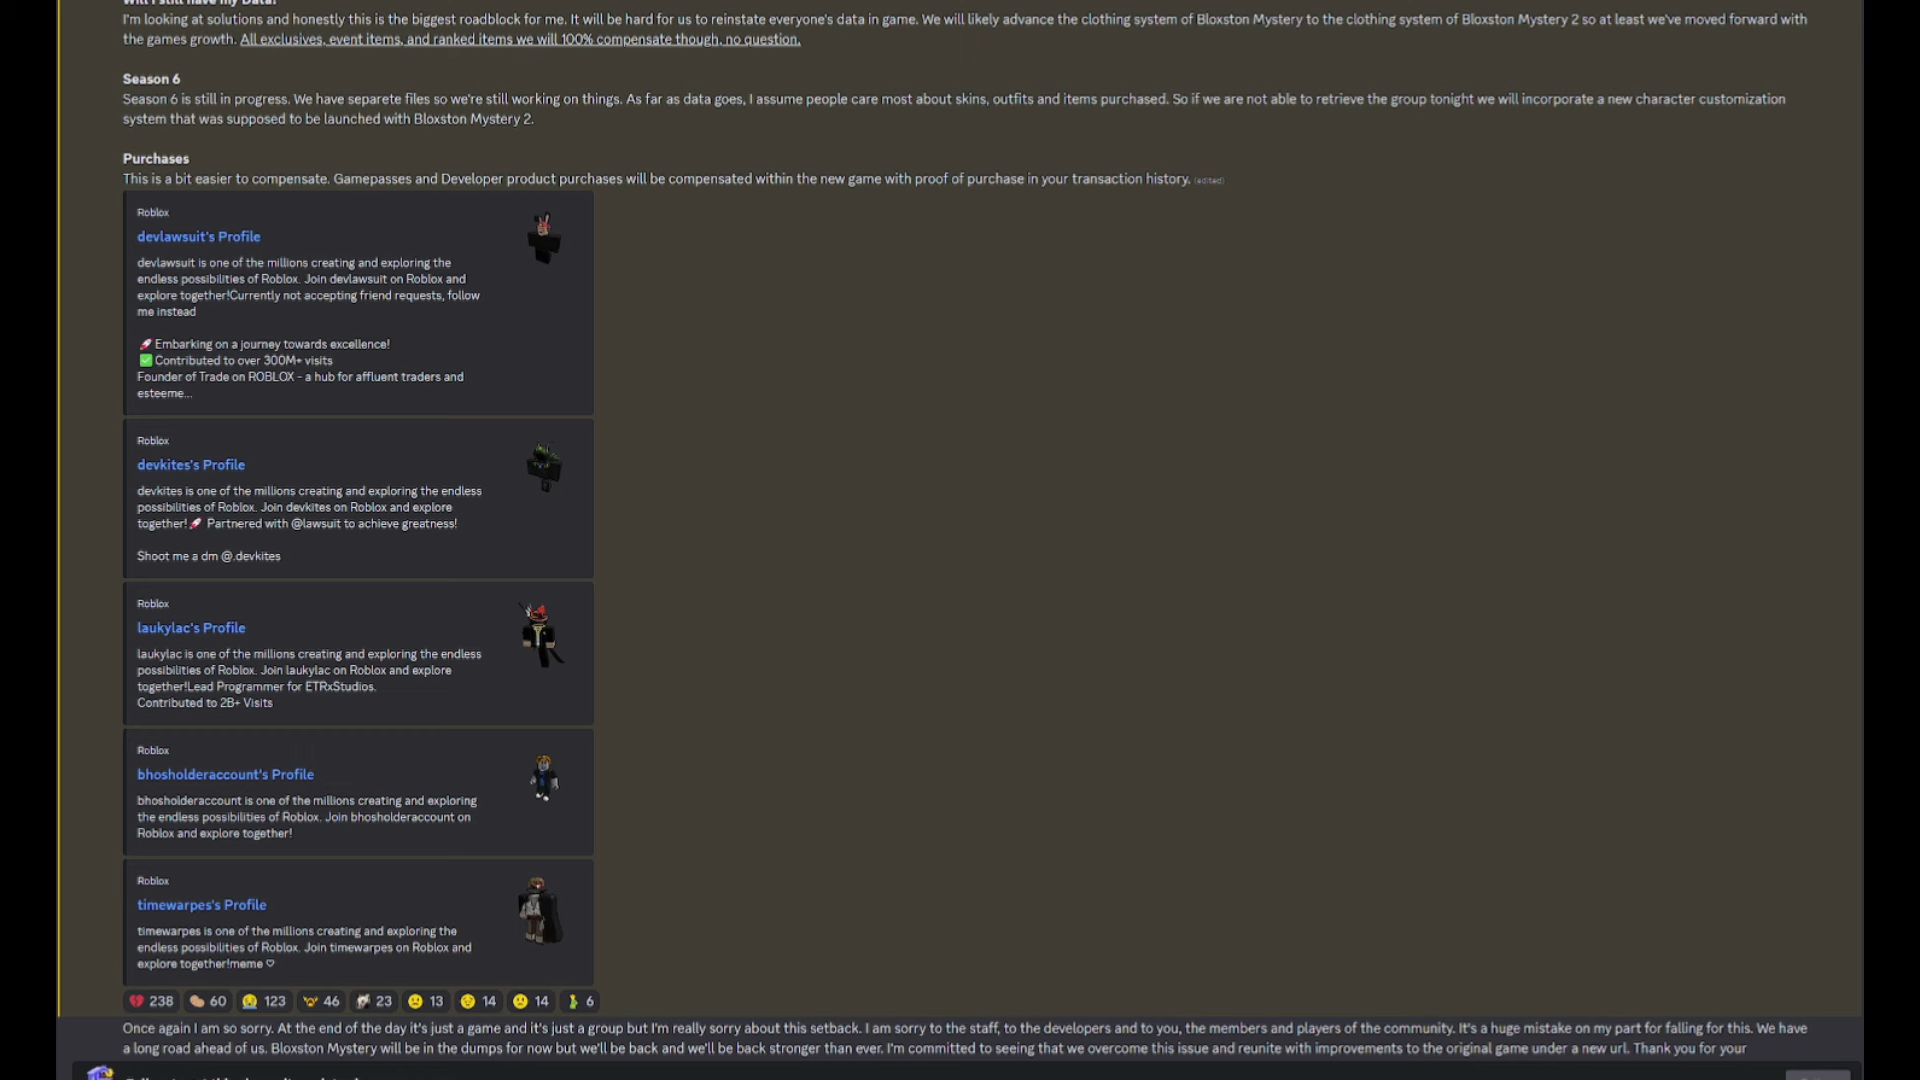 I'm looking at solutions and honestly this is the biggest roadblock for me. It will be hard for us to reinstate everyone's data in game. We will likely advance the clothing system of Bloxston Mystery to the clothing system of Bloxston Mystery 2 so at least we've moved forward with
the games growth. All exclusives, event items, and ranked items we will 100% compensate though, no question.
Season 6
Season 6 is still in progress. We have separete files so we're still working on things. As far as data goes, I assume people care most about skins, outfits and items purchased. So if we are not able to retrieve the group tonight we will incorporate a new character customization
system that was supposed to be launched with Bloxston Mystery 2.
Purchases
This is a bit easier to compensate. Gamepasses and Developer product purchases will be compensated within the new game with proof of purchase in your transaction history. (edited)
Roblox
devlawsuit's Profile
devlawsuit is one of the millions creating and exploring the
endless possibilities of Roblox. Join devlawsuit on Roblox and
explore together!Currently not accepting friend requests, follow
me instead
🚀 Embarking on a journey towards excellence!
✅ Contributed to over 300M+ visits
Founder of Trade on ROBLOX - a hub for affluent traders and
esteeme...
Roblox
devkites's Profile
devkites is one of the millions creating and exploring the endless
possibilities of Roblox. Join devkites on Roblox and explore
together!🚀 Partnered with @lawsuit to achieve greatness!
Shoot me a dm @.devkites
Roblox
laukylac's Profile
laukylac is one of the millions creating and exploring the endless
possibilities of Roblox. Join laukylac on Roblox and explore
together!Lead Programmer for ETRxStudios.
Contributed to 2B+ Visits
Roblox
bhosholderaccount's Profile
bhosholderaccount is one of the millions creating and exploring
the endless possibilities of Roblox. Join bhosholderaccount on
Roblox and explore together!
Roblox
timewarpes's Profile
timewarpes is one of the millions creating and exploring the
endless possibilities of Roblox. Join timewarpes on Roblox and
explore together!meme ♡
238 60 123 46 23 13 14 14 6
Once again I am so sorry. At the end of the day it's just a game and it's just a group but I'm really sorry about this setback. I am sorry to the staff, to the developers and to you, the members and players of the community. It's a huge mistake on my part for falling for this. We have
a long road ahead of us. Bloxston Mystery will be in the dumps for now but we'll be back and we'll be back stronger than ever. I'm committed to seeing that we overcome this issue and reunite with improvements to the original game under a new url. Thank you for your